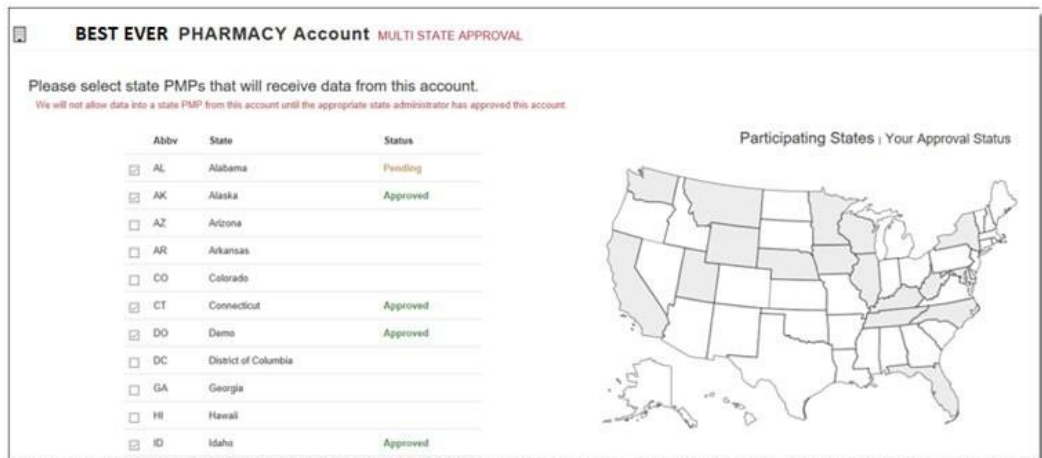 BEST EVER PHARMACY Account MULTI STATE APPROVAL
Please select state PMPs that will receive data from this account.
We will not allow data into a state PMP from this account until the appropriate state administrator has approved this account
Participating States | Your Approval Status
Abbv State Status
AL Alabama Pending
AK Alaska Approved
AZ Arizona
AR Arkansas
CO Colorado
CT Connecticut Approved
DO Demo Approved
DC District of Columbia
GA Georgia
HI Hawaii
ID Idaho Approved